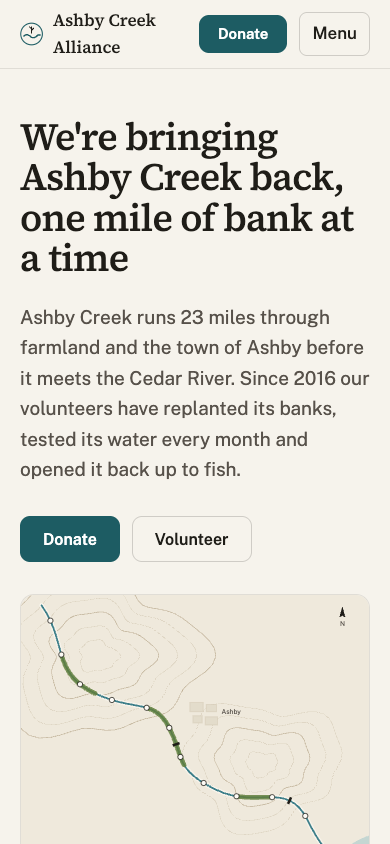 Ashby Creek
Alliance
Donate
Menu
We're bringing
Ashby Creek back,
one mile of bank at
a time
Ashby Creek runs 23 miles through
farmland and the town of Ashby before
it meets the Cedar River. Since 2016 our
volunteers have replanted its banks,
tested its water every month and
opened it back up to fish.
Donate
Volunteer
N
Ashby